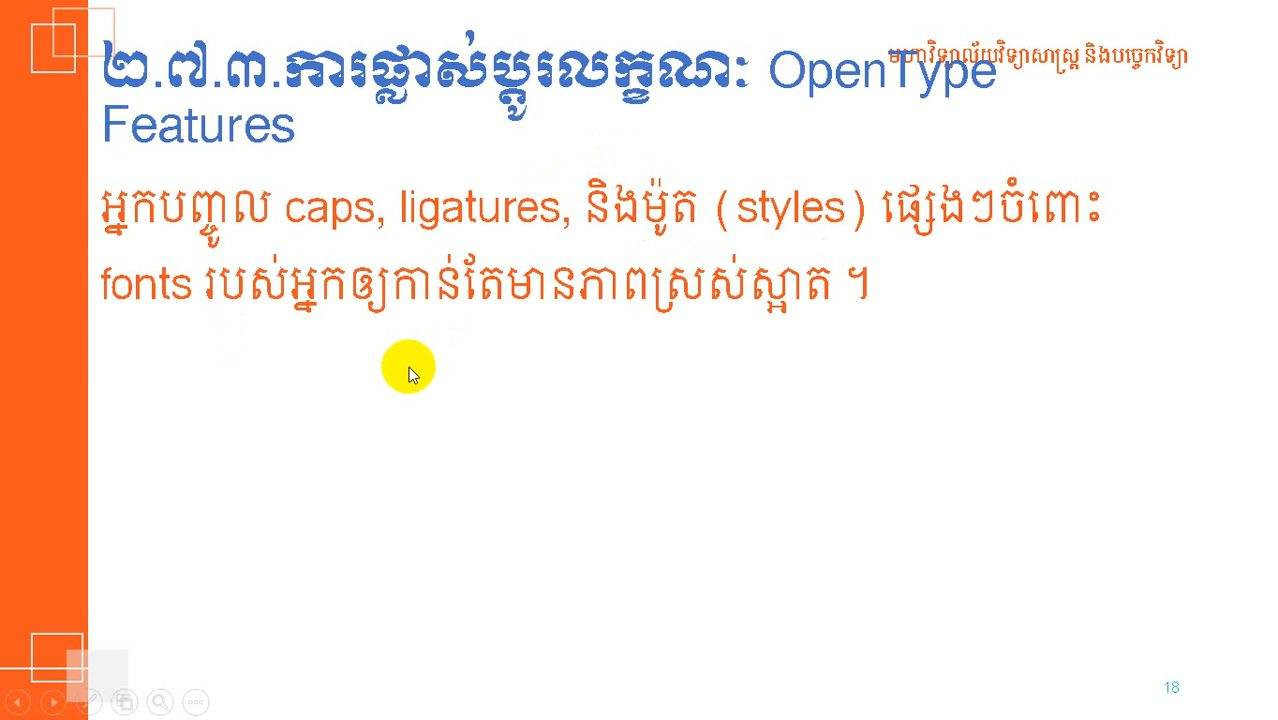 មហាវិទ្យាល័យវិទ្យាសាស្ត្រ និងបច្ចេកវិទ្យា
២.៧.៣.ការផ្លាស់ប្តូរលក្ខណៈ OpenType
Features
អ្នកបញ្ចូល caps, ligatures, និងម៉ូត (styles) ផ្សេងៗចំពោះ
fonts របស់អ្នកឲ្យកាន់តែមានភាពស្រស់ស្អាត ។
18